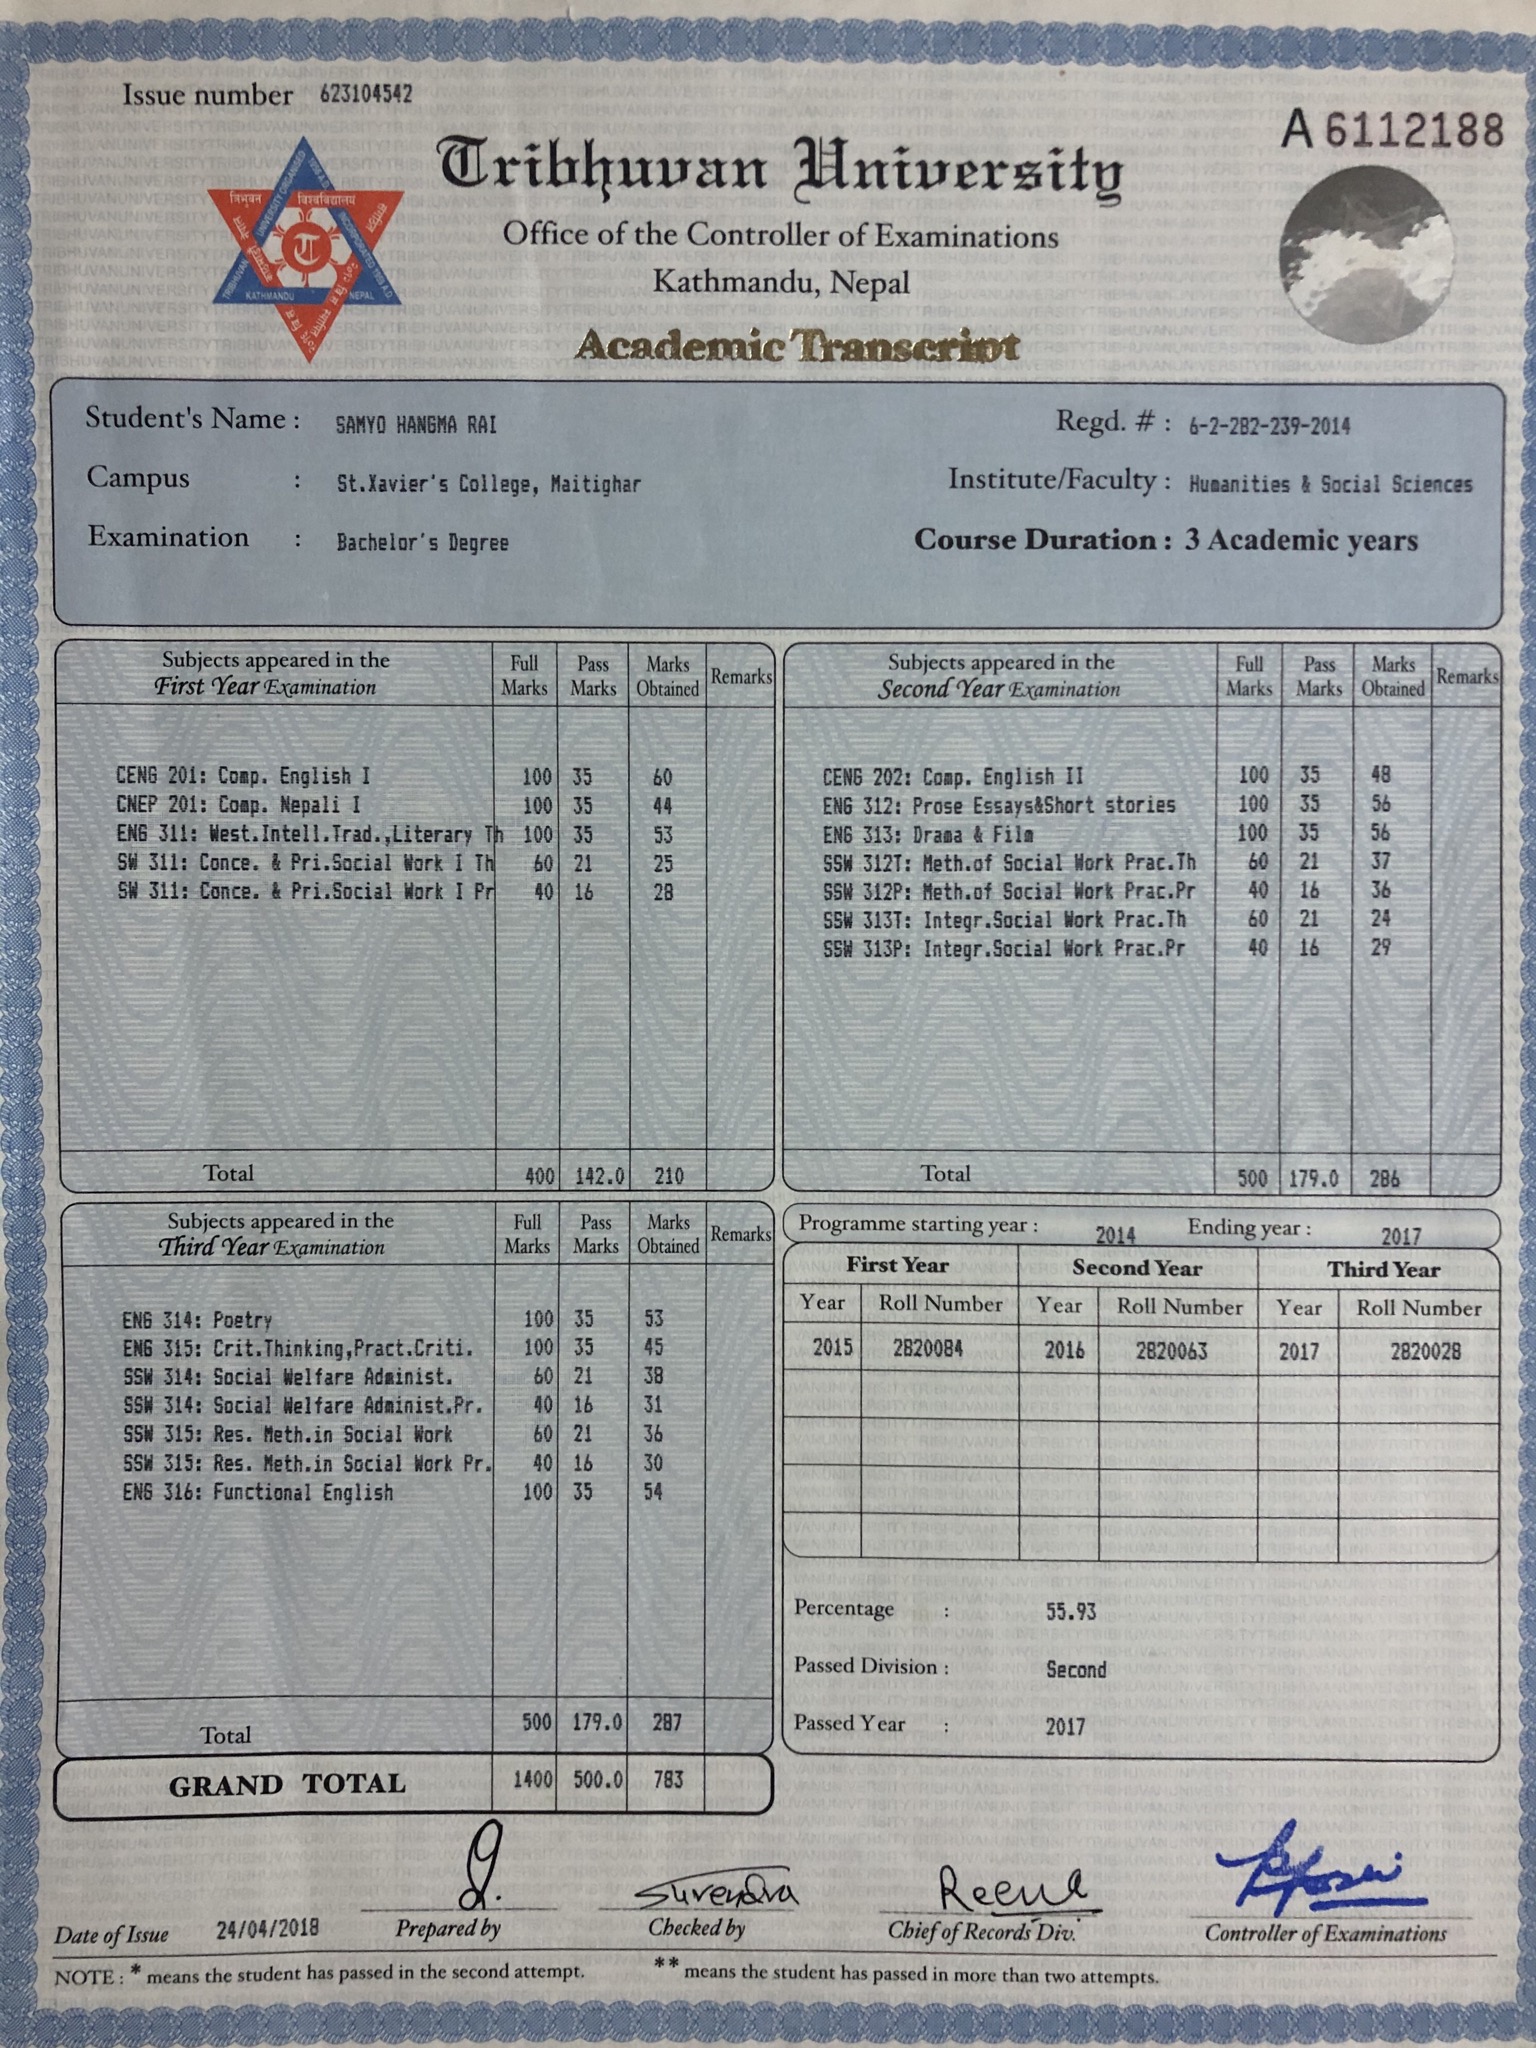 Issue number 623104542
A 6112188
Tribhuvan University
Office of the Controller of Examinations
Kathmandu, Nepal
Academic Transcript
त्रिभुवन विश्वविद्यालय
TRIBHUVAN UNIVERSITY
KATHMANDU NEPAL
Student's Name : SAMYO HANGMA RAI
Regd. # : 6-2-282-239-2014
Campus : St.Xavier's College, Maitighar
Institute/Faculty : Humanities & Social Sciences
Examination : Bachelor's Degree
Course Duration : 3 Academic years
Subjects appeared in the First Year Examination Full Marks Pass Marks Marks Obtained Remarks
CENG 201: Comp. English I 100 35 60
CNEP 201: Comp. Nepali I 100 35 44
ENG 311: West.Intell.Trad.,Literary Th 100 35 53
SW 311: Conce. & Pri.Social Work I Th 60 21 25
SW 311: Conce. & Pri.Social Work I Pr 40 16 28
Total 400 142.0 210
Subjects appeared in the Second Year Examination Full Marks Pass Marks Marks Obtained Remarks
CENG 202: Comp. English II 100 35 48
ENG 312: Prose Essays&Short stories 100 35 56
ENG 313: Drama & Film 100 35 56
SSW 312T: Meth.of Social Work Prac.Th 60 21 37
SSW 312P: Meth.of Social Work Prac.Pr 40 16 36
SSW 313T: Integr.Social Work Prac.Th 60 21 24
SSW 313P: Integr.Social Work Prac.Pr 40 16 29
Total 500 179.0 286
Subjects appeared in the Third Year Examination Full Marks Pass Marks Marks Obtained Remarks
ENG 314: Poetry 100 35 53
ENG 315: Crit.Thinking,Pract.Criti. 100 35 45
SSW 314: Social Welfare Administ. 60 21 38
SSW 314: Social Welfare Administ.Pr. 40 16 31
SSW 315: Res. Meth.in Social Work 60 21 36
SSW 315: Res. Meth.in Social Work Pr. 40 16 30
ENG 316: Functional English 100 35 54
Total 500 179.0 287
GRAND TOTAL 1400 500.0 783
Programme starting year : 2014 Ending year : 2017
First Year Second Year Third Year
Year Roll Number Year Roll Number Year Roll Number
2015 2820084 2016 2820063 2017 2820028
Percentage : 55.93
Passed Division : Second
Passed Year : 2017
Surendra
Reena
Date of Issue 24/04/2018 Prepared by Checked by Chief of Records Div. Controller of Examinations
NOTE : * means the student has passed in the second attempt. ** means the student has passed in more than two attempts.